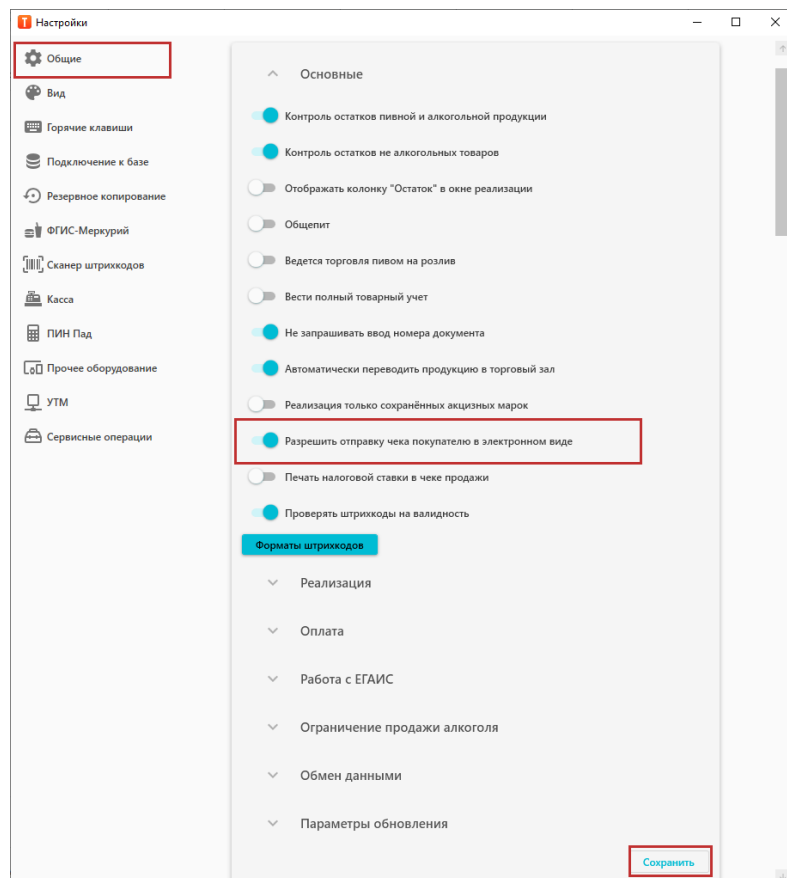 Настройки
Общие
Вид
Горячие клавиши
Подключение к базе
Резервное копирование
ФГИС-Меркурий
Сканер штрихкодов
Касса
ПИН Пад
Прочее оборудование
УТМ
Сервисные операции
Основные
Контроль остатков пивной и алкогольной продукции
Контроль остатков не алкогольных товаров
Отображать колонку "Остаток" в окне реализации
Общепит
Ведется торговля пивом на розлив
Вести полный товарный учет
Не запрашивать ввод номера документа
Автоматически переводить продукцию в торговый зал
Реализация только сохранённых акцизных марок
Разрешить отправку чека покупателю в электронном виде
Печать налоговой ставки в чеке продажи
Проверять штрихкоды на валидность
Форматы штрихкодов
Реализация
Оплата
Работа с ЕГАИС
Ограничение продажи алкоголя
Обмен данными
Параметры обновления
Сохранить